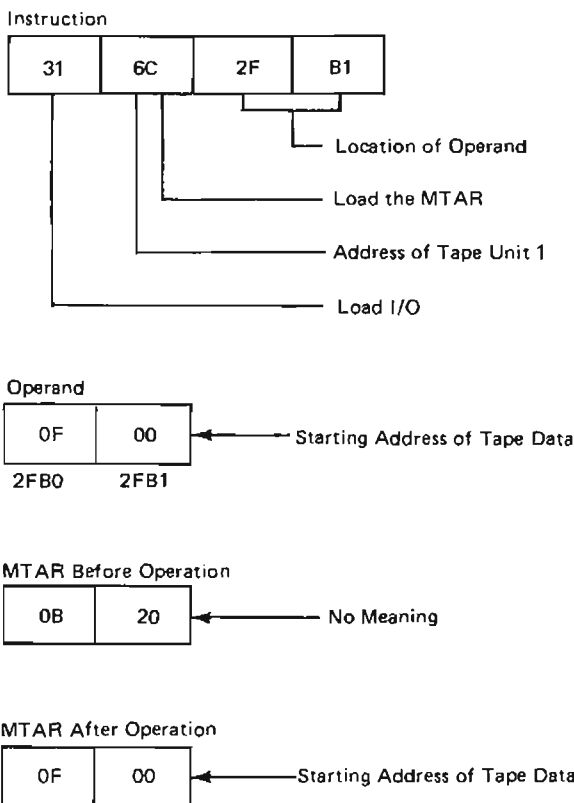 Instruction
31 6C 2F B1
Location of Operand
Load the MTAR
Address of Tape Unit 1
Load I/O
Operand
0F 00 Starting Address of Tape Data
2FB0 2FB1
MTAR Before Operation
0B 20 No Meaning
MTAR After Operation
0F 00 Starting Address of Tape Data